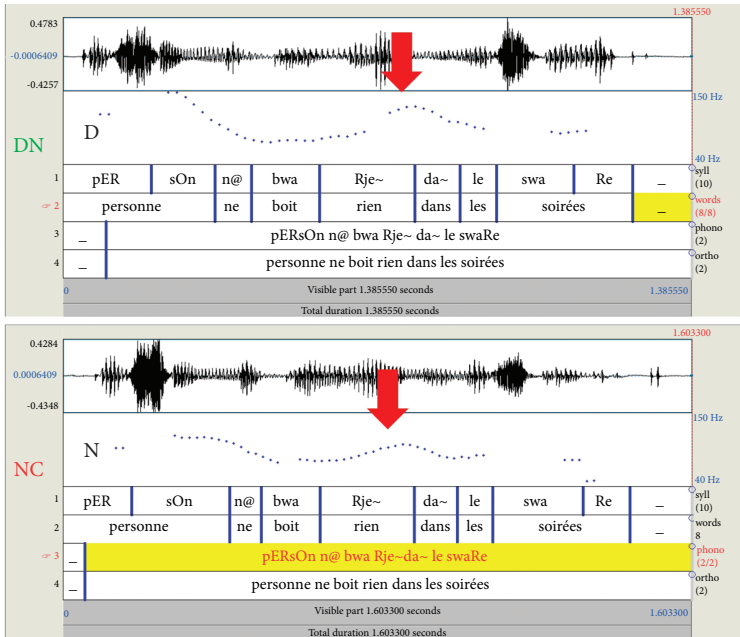 1.385550
0.4783
-0.0006409
-0.4257
150 Hz
D
DN
40 Hz
1 pER sOn n@ bwa Rje~ da~ le swa Re _ syll (10)
☞ 2 personne ne boit rien dans les soirées _ words (8/8)
3 _ pERsOn n@ bwa Rje~ da~ le swaRe phono (2)
4 _ personne ne boit rien dans les soirées ortho (2)
0 Visible part 1.385550 seconds 1.385550
Total duration 1.385550 seconds
1.603300
0.4284
0.0006409
-0.4348
150 Hz
N
NC
40 Hz
1 pER sOn n@ bwa Rje~ da~ le swa Re _ syll (10)
2 personne ne boit rien dans les soirées _ words 8
☞ 3 _ pERsOn n@ bwa Rje~da~ le swaRe phono (2/2)
4 _ personne ne boit rien dans les soirées ortho (2)
0 Visible part 1.603300 seconds 1.603300
Total duration 1.603300 seconds